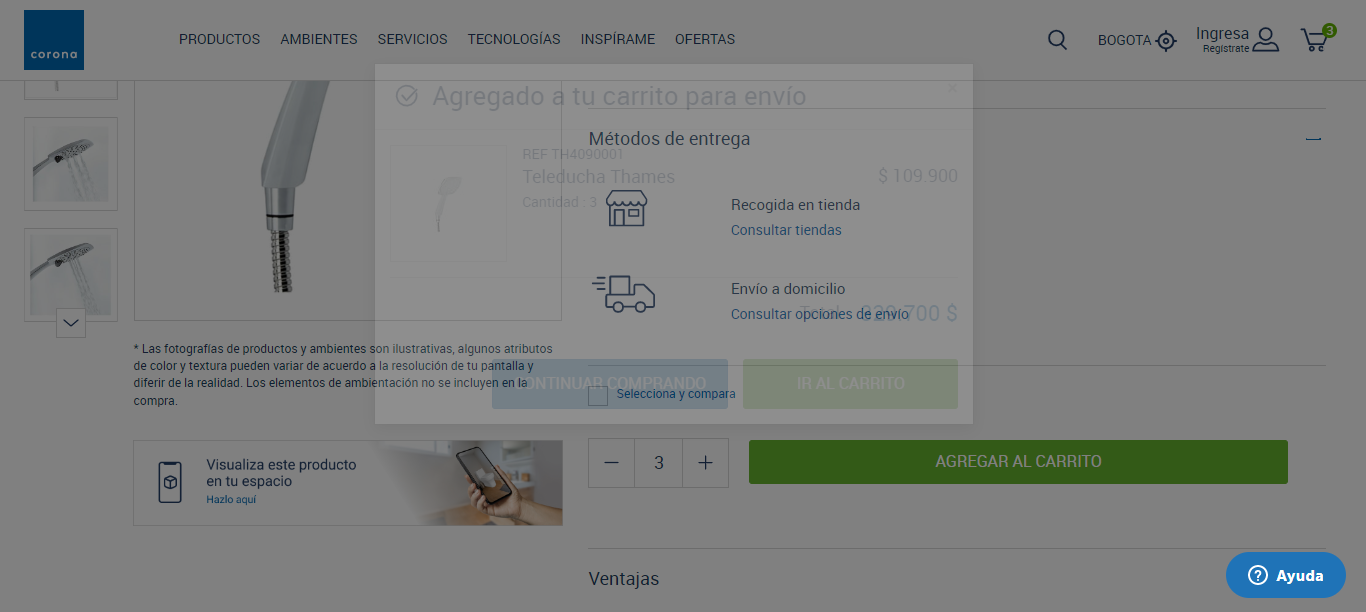 corona
PRODUCTOS AMBIENTES SERVICIOS TECNOLOGÍAS INSPÍRAME OFERTAS
BOGOTA
Ingresa
Regístrate
3
Agregado a tu carrito para envío
Métodos de entrega
REF TH4090001
Teleducha Thames
$ 109.900
Cantidad : 3
Recogida en tienda
Consultar tiendas
Envío a domicilio
Consultar opciones de envío
700 $
* Las fotografías de productos y ambientes son ilustrativas, algunos atributos
de color y textura pueden variar de acuerdo a la resolución de tu pantalla y
diferir de la realidad. Los elementos de ambientación no se incluyen en la
compra.
CONTINUAR COMPRANDO
IR AL CARRITO
Selecciona y compara
Visualiza este producto
en tu espacio
Hazlo aquí
3
AGREGAR AL CARRITO
Ventajas
Ayuda